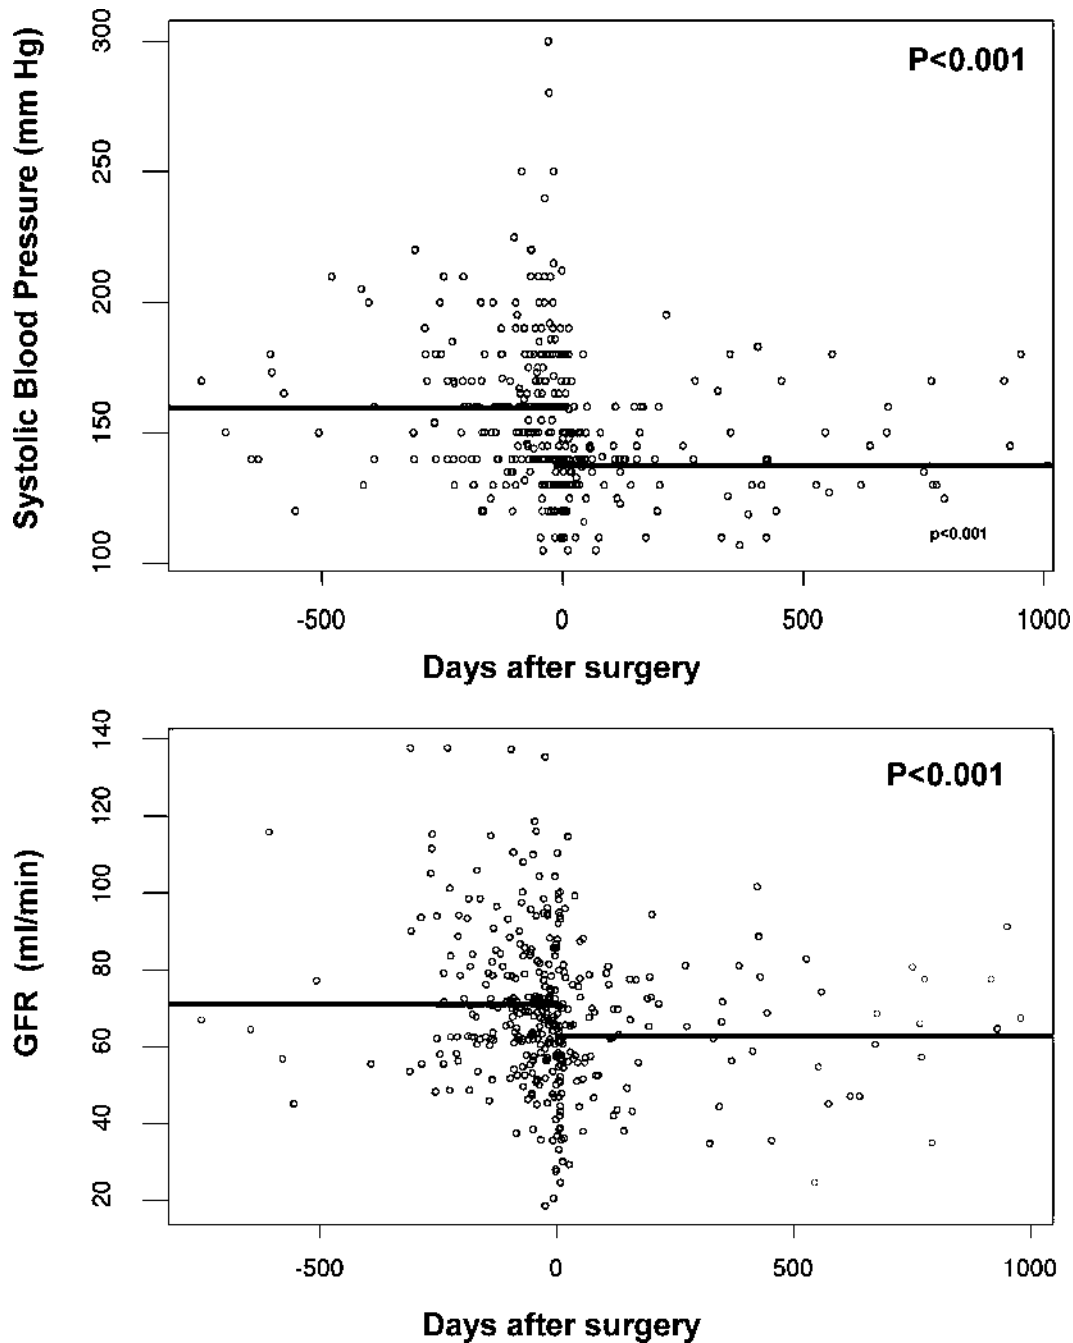 Systolic Blood Pressure (mm Hg)
300
250
200
150
100
P<0.001
p<0.001
-500
0
500
1000
Days after surgery
GFR (ml/min)
140
120
100
80
60
40
20
P<0.001
-500
0
500
1000
Days after surgery